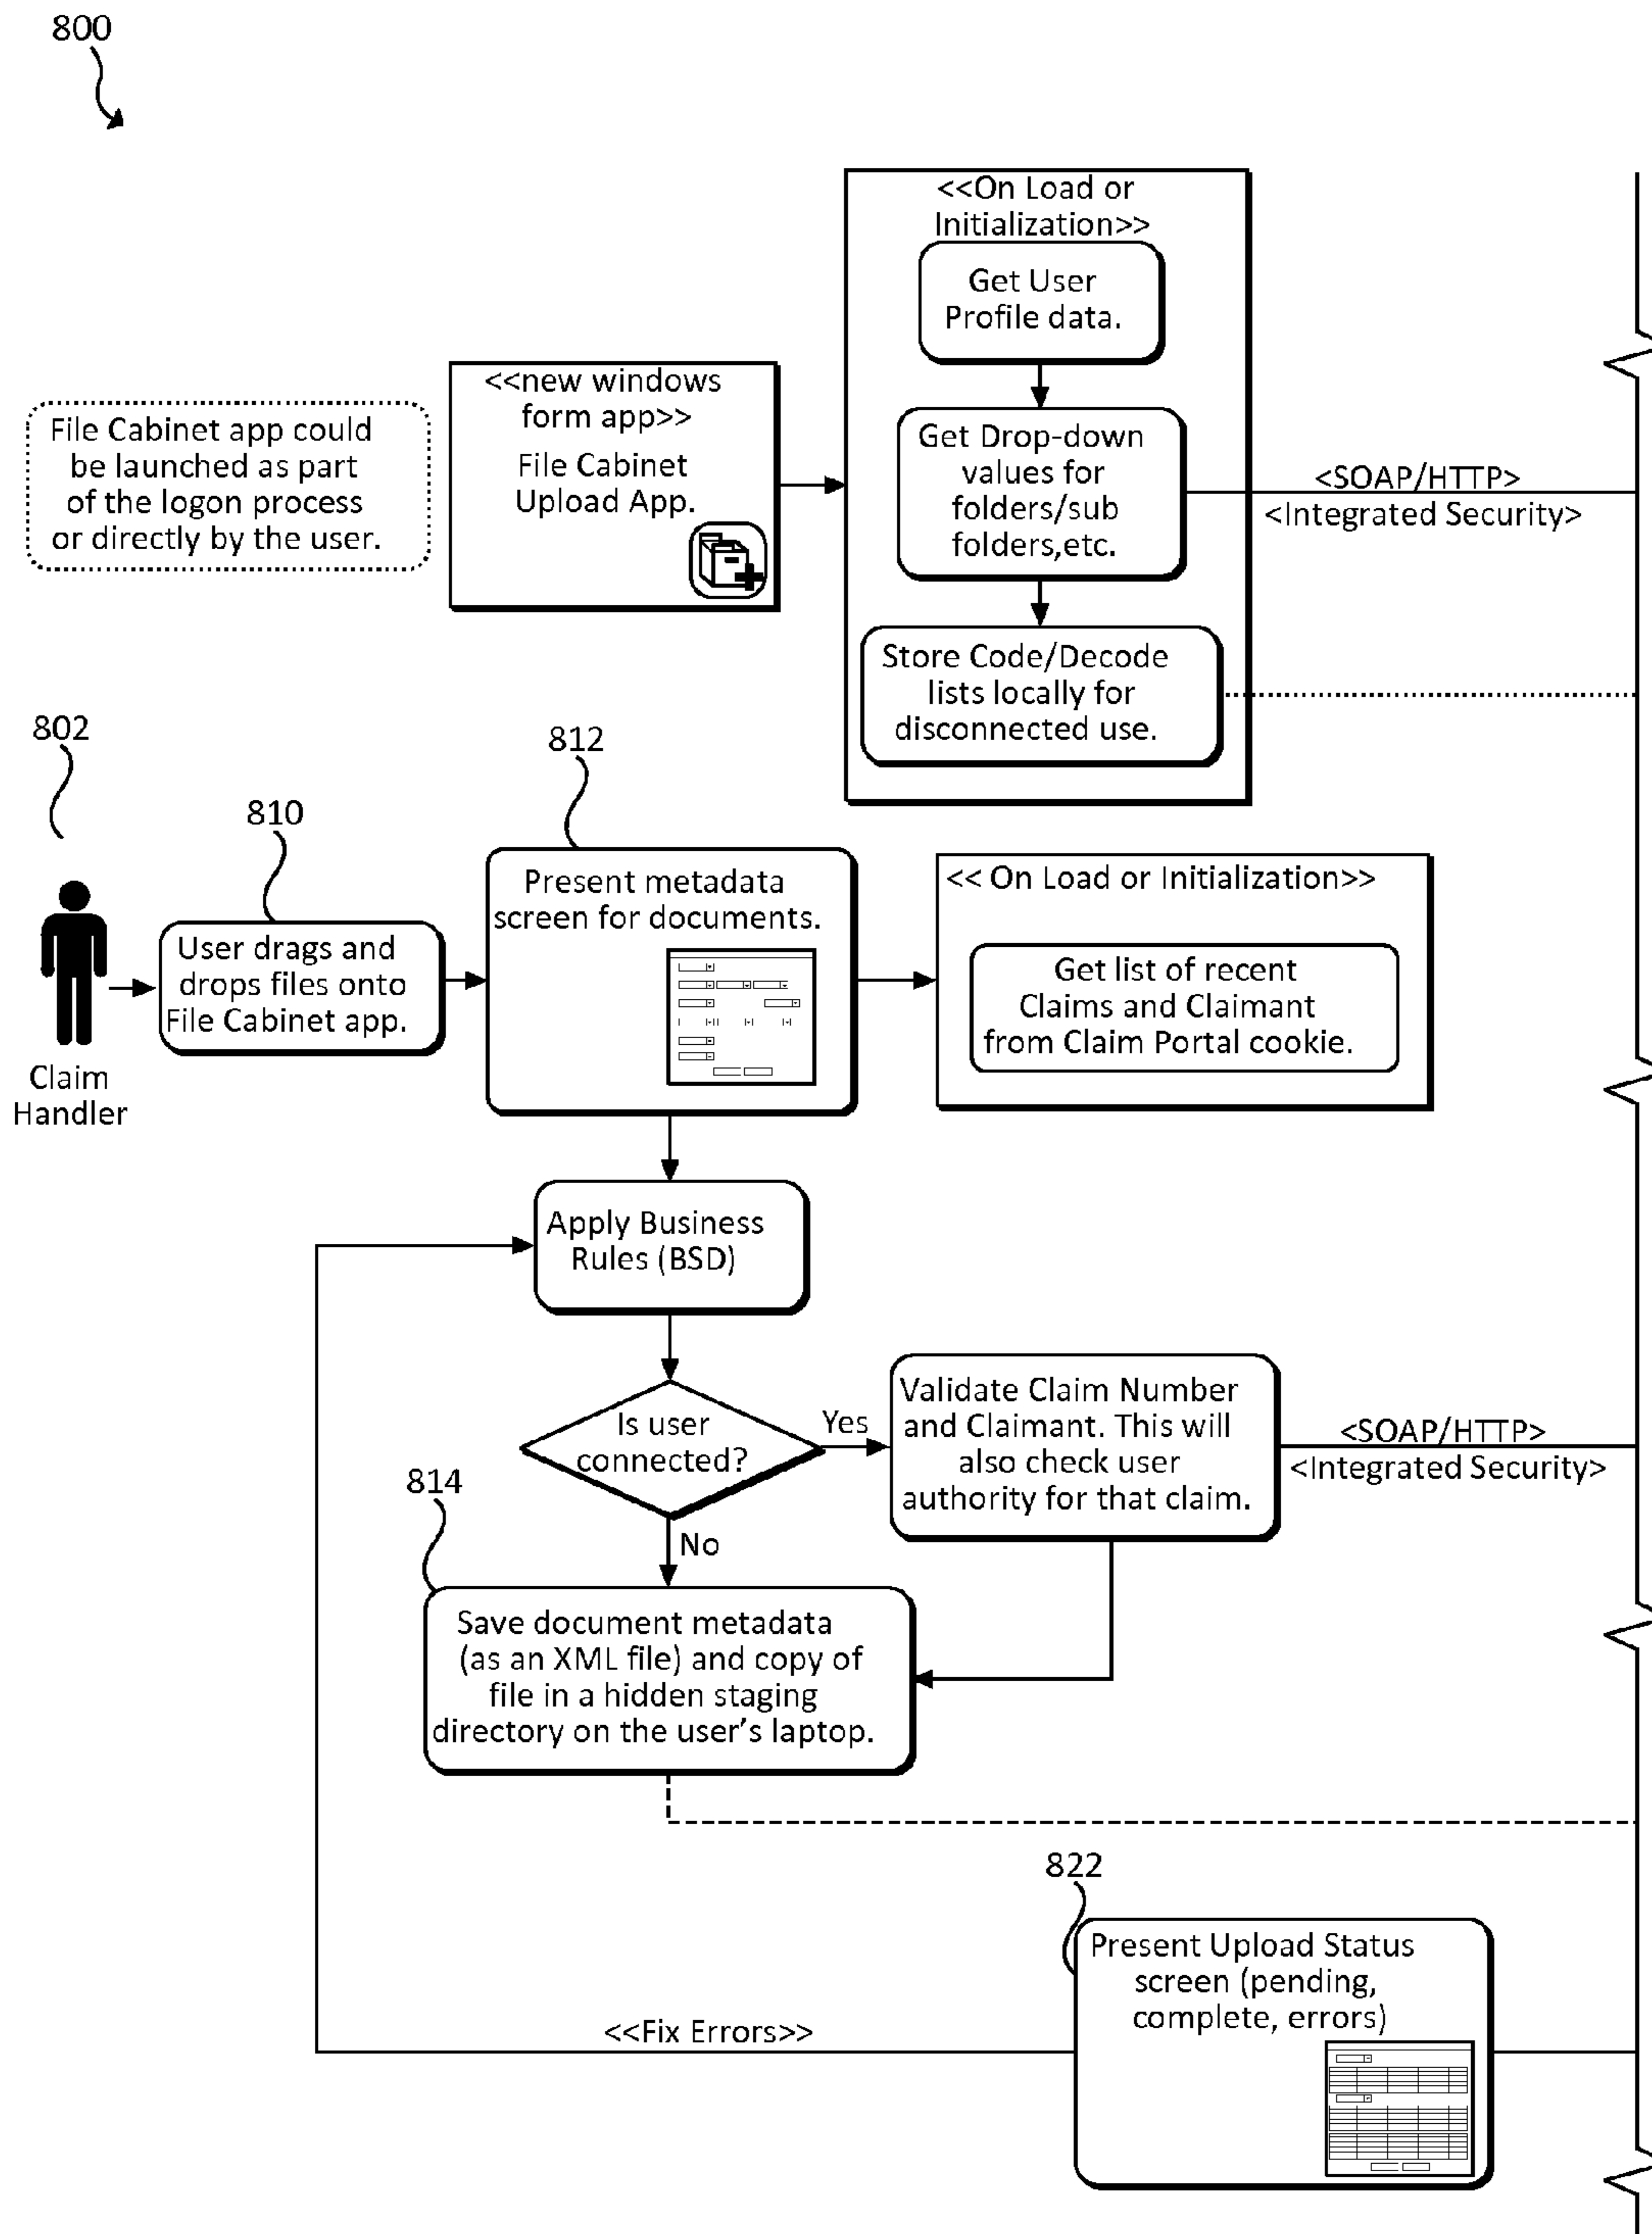 800
<<On Load or
Initialization>>
Get User
Profile data.
<<new windows
form app>>
File Cabinet
Upload App.
File Cabinet app could
be launched as part
of the logon process
or directly by the user.
Get Drop-down
values for
folders/sub
folders,etc.
<SOAP/HTTP>
<Integrated Security>
Store Code/Decode
lists locally for
disconnected use.
802
810
812
Claim
Handler
User drags and
drops files onto
File Cabinet app.
Present metadata
screen for documents.
<< On Load or Initialization>>
Get list of recent
Claims and Claimant
from Claim Portal cookie.
Apply Business
Rules (BSD)
Is user
connected?
Yes
Validate Claim Number
and Claimant. This will
also check user
authority for that claim.
<SOAP/HTTP>
<Integrated Security>
814
No
Save document metadata
(as an XML file) and copy of
file in a hidden staging
directory on the user's laptop.
822
Present Upload Status
screen (pending,
complete, errors)
<<Fix Errors>>